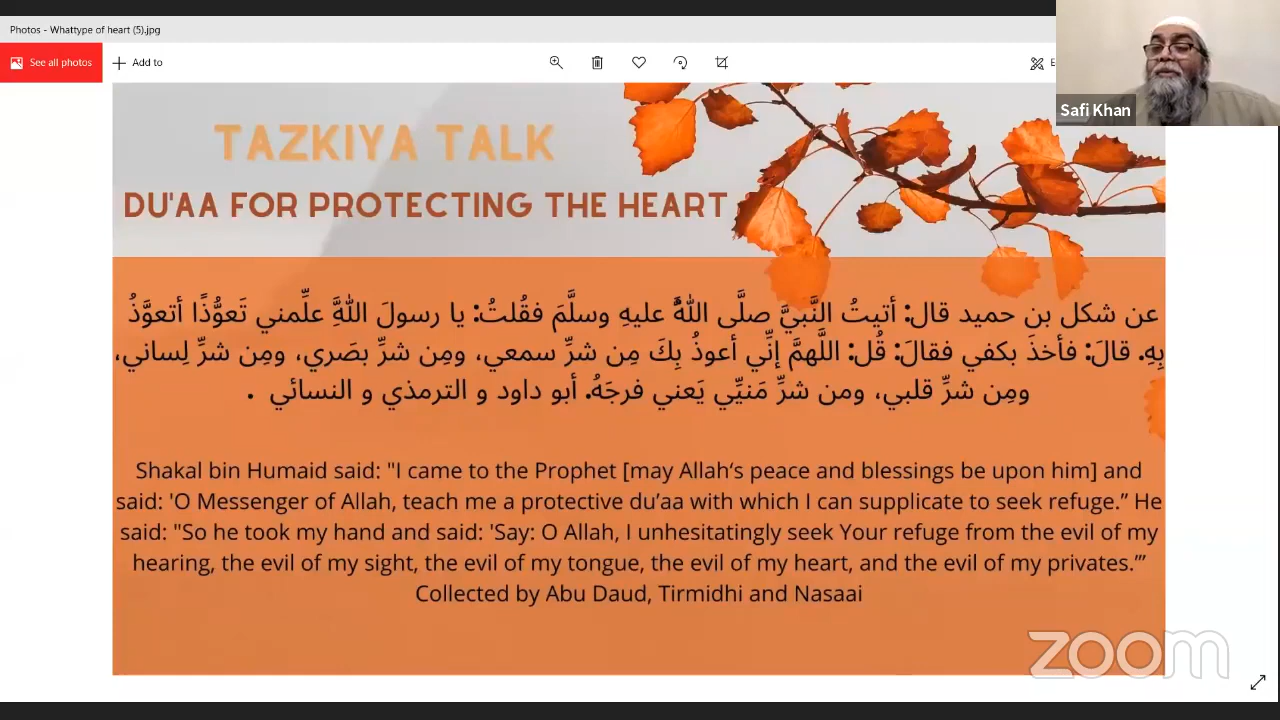 Photos - Whattype of heart (5).jpg
See all photos
Add to
Safi Khan
TAZKIYA TALK
DU'AA FOR PROTECTING THE HEART
عن شكل بن حميد قال: أتيتُ النَّبيَّ صلَّى اللهُ عليهِ وسلَّمَ فقُلتُ: يا رسولَ اللهَِّ علِّمني تَعوُّذًا أتعوَّذُ
بِهِ. قالَ: فأخذَ بكفي فقالَ: قُل: اللَّهمَّ إنِّي أعوذُ بِكَ مِن شرِّ سمعي، ومِن شرِّ بصَري، ومِن شرِّ لِساني،
ومِن شرِّ قلبي، ومن شرِّ مَنيِّي يَعني فرجَهُ. أبو داود و الترمذي و النسائي .
Shakal bin Humaid said: "I came to the Prophet [may Allah‘s peace and blessings be upon him] and
said: 'O Messenger of Allah, teach me a protective du’aa with which I can supplicate to seek refuge.” He
said: "So he took my hand and said: 'Say: O Allah, I unhesitatingly seek Your refuge from the evil of my
hearing, the evil of my sight, the evil of my tongue, the evil of my heart, and the evil of my privates.’”
Collected by Abu Daud, Tirmidhi and Nasaai
zoom